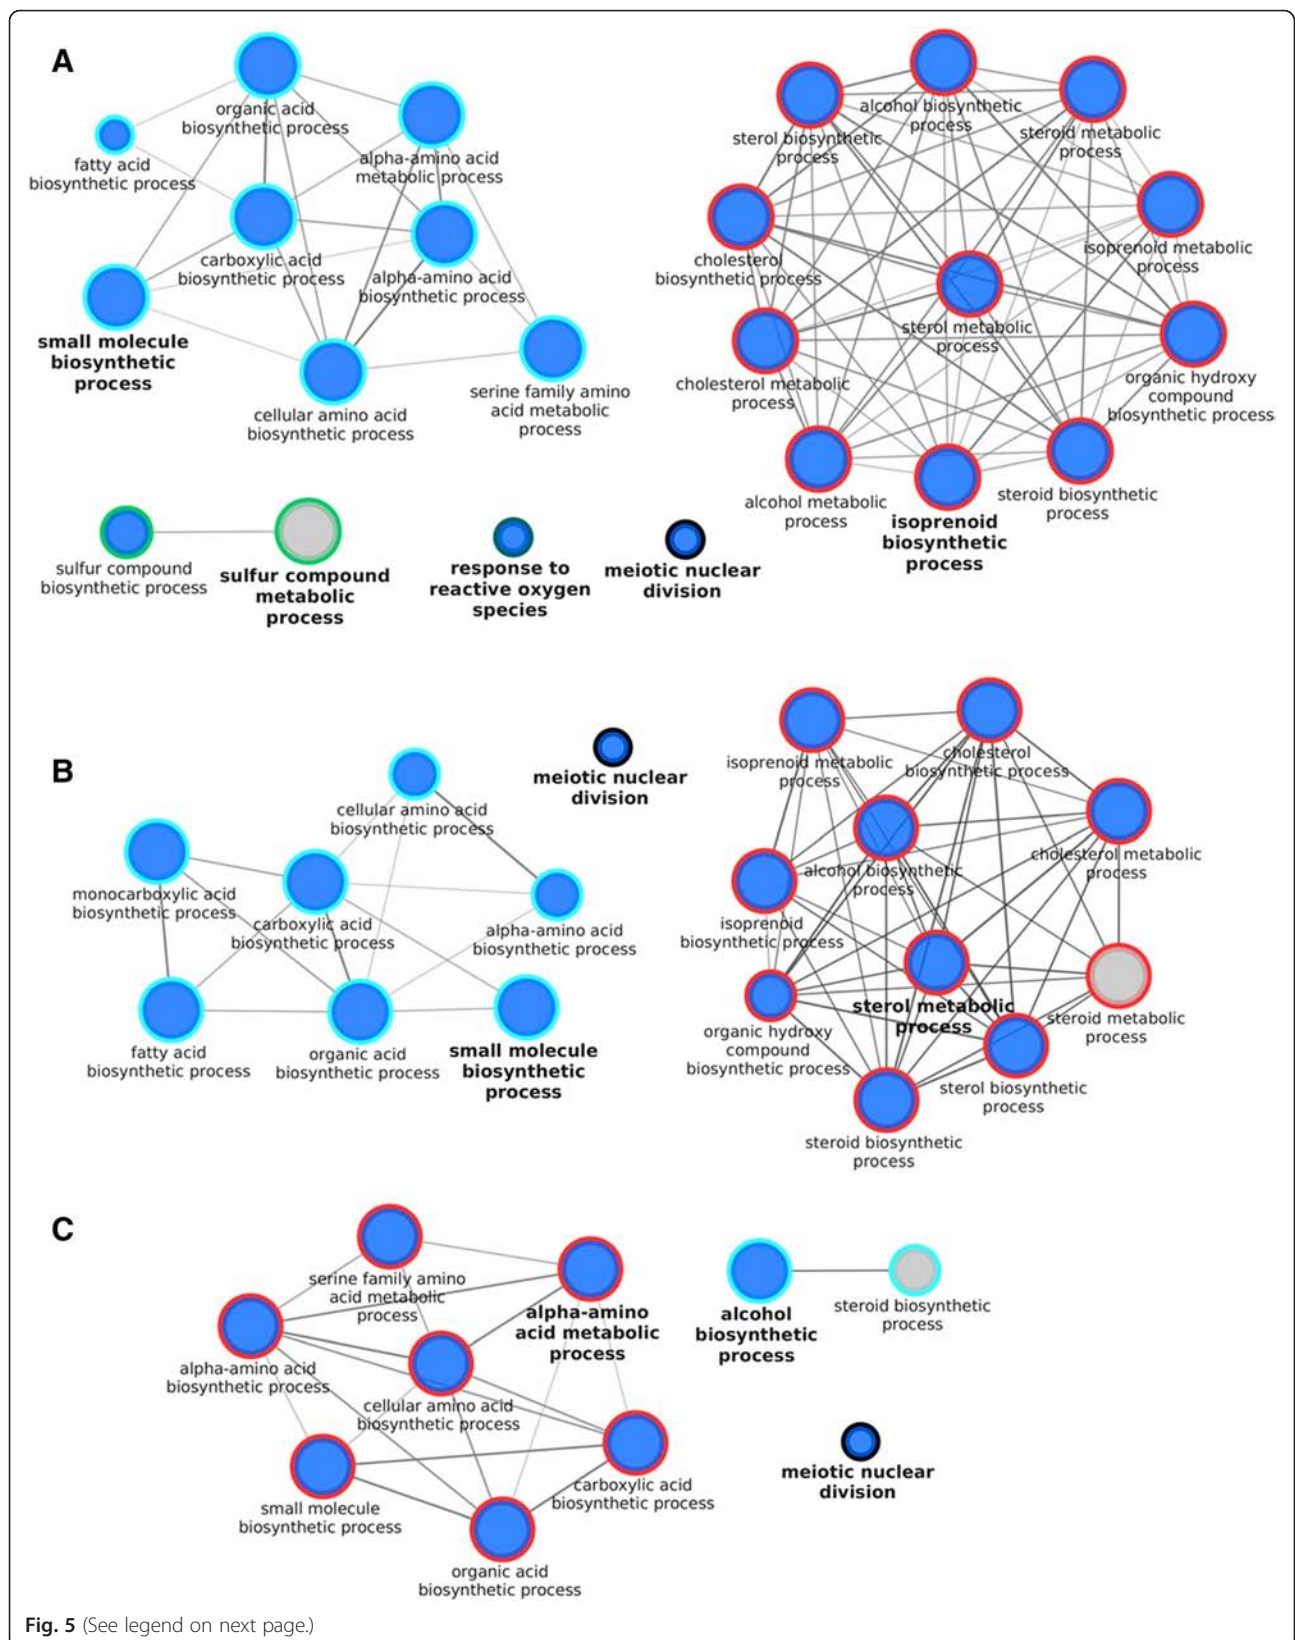 A
organic acid
biosynthetic process
fatty acid
biosynthetic process
alpha-amino acid
metabolic process
carboxylic acid
biosynthetic process
alpha-amino acid
biosynthetic process
small molecule
biosynthetic
process
cellular amino acid
biosynthetic process
serine family amino
acid metabolic
process
alcohol biosynthetic
process
sterol biosynthetic
process
steroid metabolic
process
cholesterol
biosynthetic process
isoprenoid metabolic
process
sterol metabolic
process
cholesterol metabolic
process
organic hydroxy
compound
biosynthetic process
alcohol metabolic
process
isoprenoid
biosynthetic
process
steroid biosynthetic
process
sulfur compound
biosynthetic process
sulfur compound
metabolic
process
response to
reactive oxygen
species
meiotic nuclear
division
B
cellular amino acid
biosynthetic process
meiotic nuclear
division
monocarboxylic acid
biosynthetic process
carboxylic acid
biosynthetic process
alpha-amino acid
biosynthetic process
fatty acid
biosynthetic process
organic acid
biosynthetic process
small molecule
biosynthetic
process
isoprenoid metabolic
process
cholesterol
biosynthetic process
alcohol biosynthetic
process
cholesterol metabolic
process
isoprenoid
biosynthetic process
sterol metabolic
process
organic hydroxy
compound
biosynthetic process
steroid metabolic
process
sterol biosynthetic
process
steroid biosynthetic
process
C
serine family amino
acid metabolic
process
alpha-amino
acid metabolic
process
alpha-amino acid
biosynthetic process
cellular amino acid
biosynthetic process
small molecule
biosynthetic process
carboxylic acid
biosynthetic process
organic acid
biosynthetic process
alcohol
biosynthetic
process
steroid biosynthetic
process
meiotic nuclear
division
Fig. 5 (See legend on next page.)